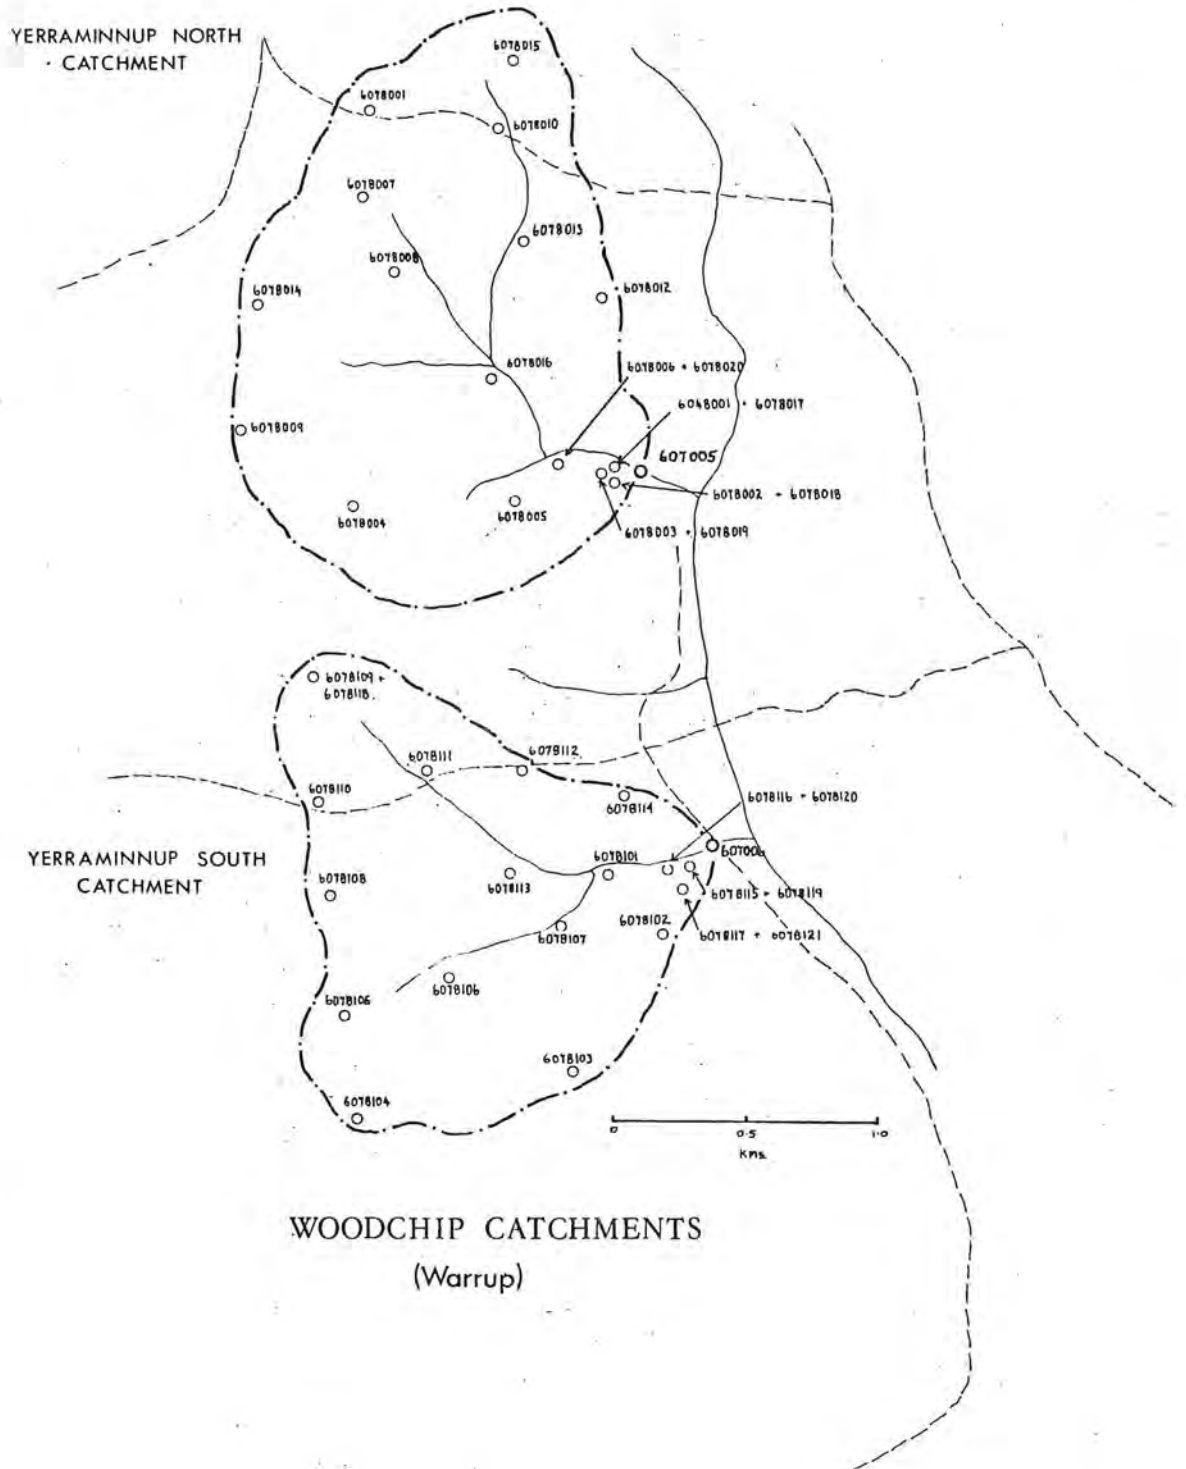 YERRAMINNUP NORTH
CATCHMENT
6078015
6078001
6078010
6078007
6078013
6078008
6078014
6078012
6078016
6078006 + 6078020
6048001 + 6078017
6078009
607005
6078002 + 6078018
6078004
6078005
6078003 + 6078019
6078109 +
6078118.
6078111
6078112
6078110
6078114
6078116 + 6078120
YERRAMINNUP SOUTH
CATCHMENT
607006
6078101
6078108
6078113
6078115 + 6078119
6078102
6078107
6078117 + 6078121
6078106
6078106
6078103
6078104
0 0.5 1.0
Kms.
WOODCHIP CATCHMENTS
(Warrup)